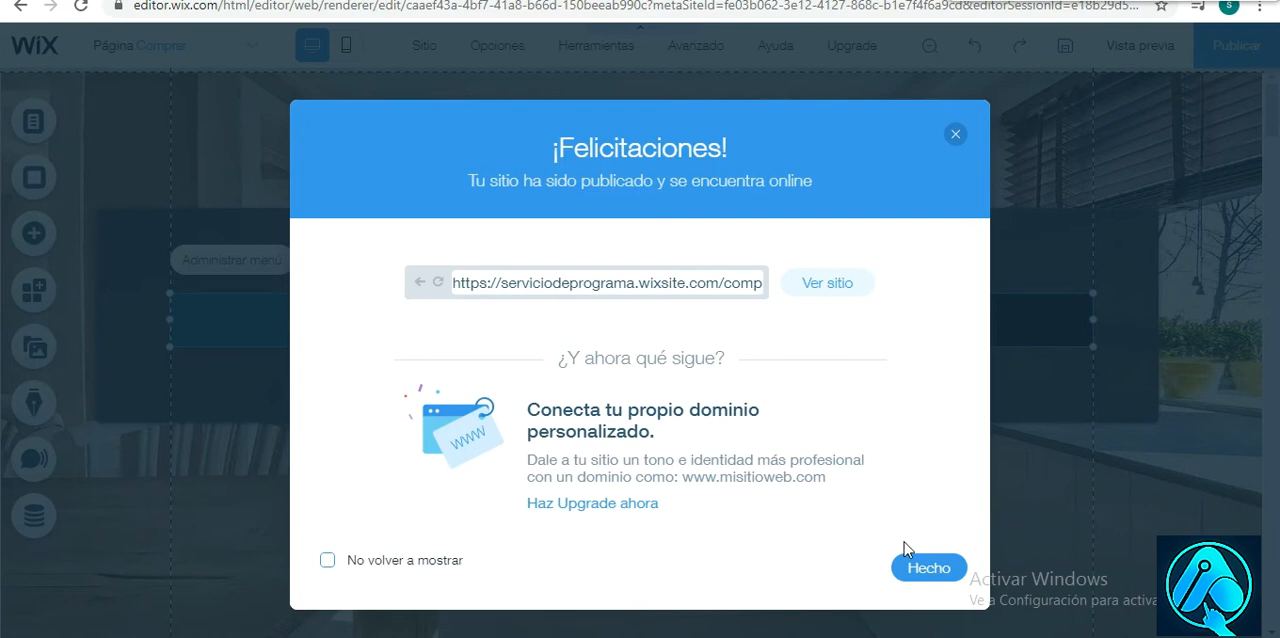 editor.wix.com/html/editor/web/renderer/edit/caaef43a-4bf7-41a8-b66d-150beeab990c?metaSiteId=fe03b062-3e12-4127-868c-b1e7f4f6a9cd&editorSessionId=e18b29d5...
S
WiX Página Comprar Sitio Opciones Herramientas Avanzado Ayuda Upgrade Vista previa Publicar
¡Felicitaciones!
Tu sitio ha sido publicado y se encuentra online
Administrar menú
https://serviciodeprograma.wixsite.com/comp Ver sitio
¿Y ahora qué sigue?
WWW
Conecta tu propio dominio
personalizado.
Dale a tu sitio un tono e identidad más profesional
con un dominio como: www.misitioweb.com
Haz Upgrade ahora
No volver a mostrar
Hecho
Activar Windows
Ve a Configuración para activa